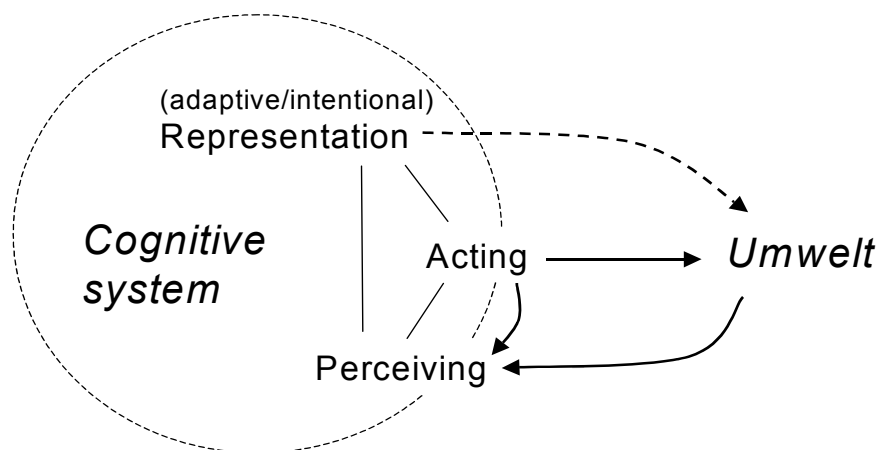 (adaptive/intentional)
Representation
Cognitive
system
Acting
Umwelt
Perceiving